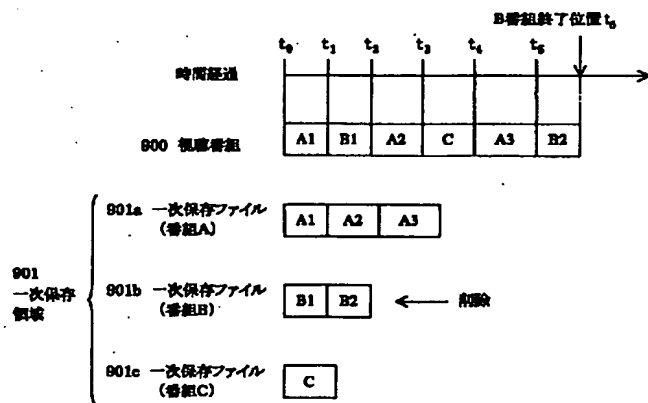 B番組終了位置 t6
t0 t1 t2 t3 t4 t5
時間経過
900 視聴番組
A1 B1 A2 C A3 B2
901a 一次保存ファイル
(番組A)
A1 A2 A3
901
一次保存
領域
901b 一次保存ファイル
(番組B)
B1 B2
削除
901c 一次保存ファイル
(番組C)
C